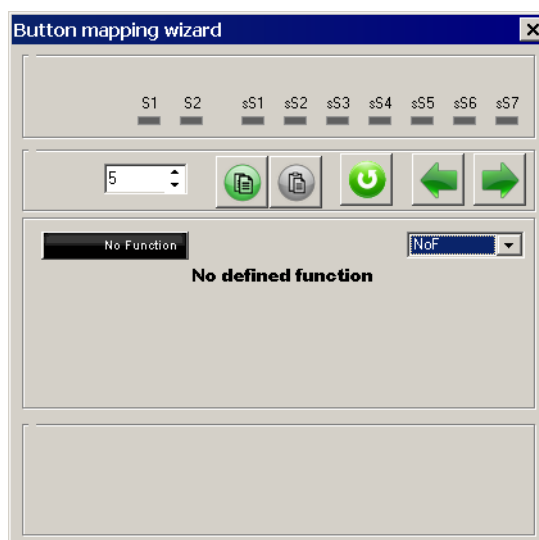 Button mapping wizard
S1 S2 sS1 sS2 sS3 sS4 sS5 sS6 sS7
5
No Function NoF
No defined function